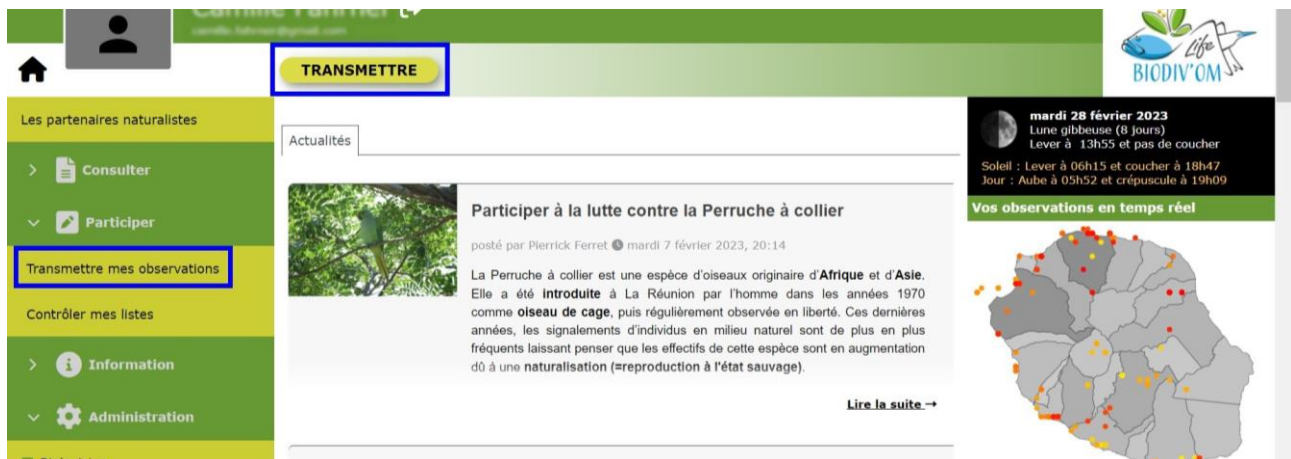 TRANSMETTRE
Life
BIODIV'OM
Les partenaires naturalistes
Consulter
Participer
Transmettre mes observations
Contrôler mes listes
Information
Administration
Actualités
Participer à la lutte contre la Perruche à collier
posté par Pierrick Ferret mardi 7 février 2023, 20:14
La Perruche à collier est une espèce d'oiseaux originaire d'Afrique et d'Asie.
Elle a été introduite à La Réunion par l'homme dans les années 1970
comme oiseau de cage, puis régulièrement observée en liberté. Ces dernières
années, les signalements d'individus en milieu naturel sont de plus en plus
fréquents laissant penser que les effectifs de cette espèce sont en augmentation
dû à une naturalisation (=reproduction à l'état sauvage).
Lire la suite →
mardi 28 février 2023
Lune gibbeuse (8 jours)
Lever à 13h55 et pas de coucher
Soleil : Lever à 06h15 et coucher à 18h47
Jour : Aube à 05h52 et crépuscule à 19h09
Vos observations en temps réel